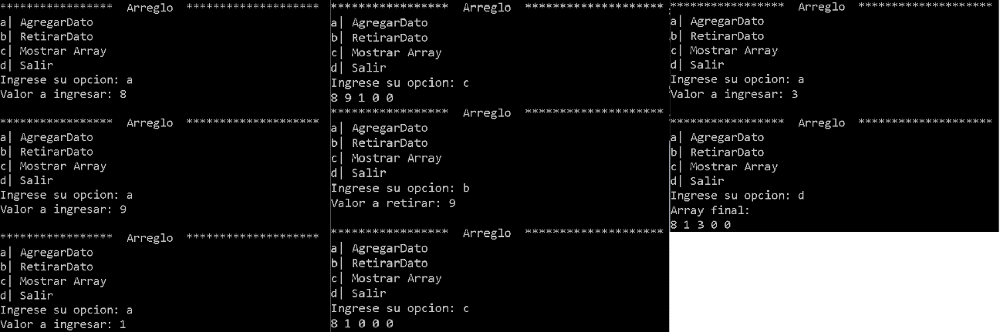 *****************  Arreglo  ********************
a| AgregarDato
b| RetirarDato
c| Mostrar Array
d| Salir
Ingrese su opcion: a
Valor a ingresar: 8
*****************  Arreglo  ********************
a| AgregarDato
b| RetirarDato
c| Mostrar Array
d| Salir
Ingrese su opcion: a
Valor a ingresar: 9
*****************  Arreglo  ********************
a| AgregarDato
b| RetirarDato
c| Mostrar Array
d| Salir
Ingrese su opcion: a
Valor a ingresar: 1
*****************  Arreglo  ********************
a| AgregarDato
b| RetirarDato
c| Mostrar Array
d| Salir
Ingrese su opcion: c
8 9 1 0 0
*****************  Arreglo  ********************
a| AgregarDato
b| RetirarDato
c| Mostrar Array
d| Salir
Ingrese su opcion: b
Valor a retirar: 9
*****************  Arreglo  ********************
a| AgregarDato
b| RetirarDato
c| Mostrar Array
d| Salir
Ingrese su opcion: c
8 1 0 0 0
*****************  Arreglo  ********************
a| AgregarDato
b| RetirarDato
c| Mostrar Array
d| Salir
Ingrese su opcion: a
Valor a ingresar: 3
*****************  Arreglo  ********************
a| AgregarDato
b| RetirarDato
c| Mostrar Array
d| Salir
Ingrese su opcion: d
Array final:
8 1 3 0 0